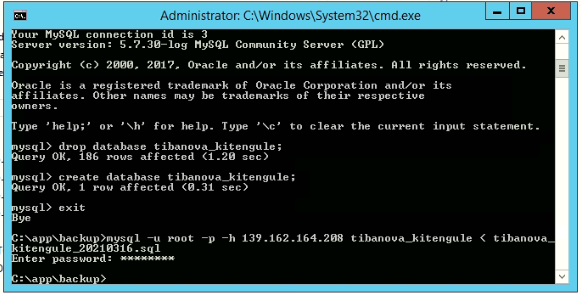 Administrator: C:\Windows\System32\cmd.exe
Your MySQL connection id is 3
Server version: 5.7.30-log MySQL Community Server (GPL)
Copyright (c) 2000, 2017, Oracle and/or its affiliates. All rights reserved.
Oracle is a registered trademark of Oracle Corporation and/or its
affiliates. Other names may be trademarks of their respective
owners.
Type 'help;' or '\h' for help. Type '\c' to clear the current input statement.
mysql> drop database tibanova_kitengule;
Query OK, 186 rows affected (1.20 sec)
mysql> create database tibanova_kitengule;
Query OK, 1 row affected (0.31 sec)
mysql> exit
Bye
C:\app\backup>mysql -u root -p -h 139.162.164.208 tibanova_kitengule < tibanova_
kitengule_20210316.sql
Enter password: ********
C:\app\backup>